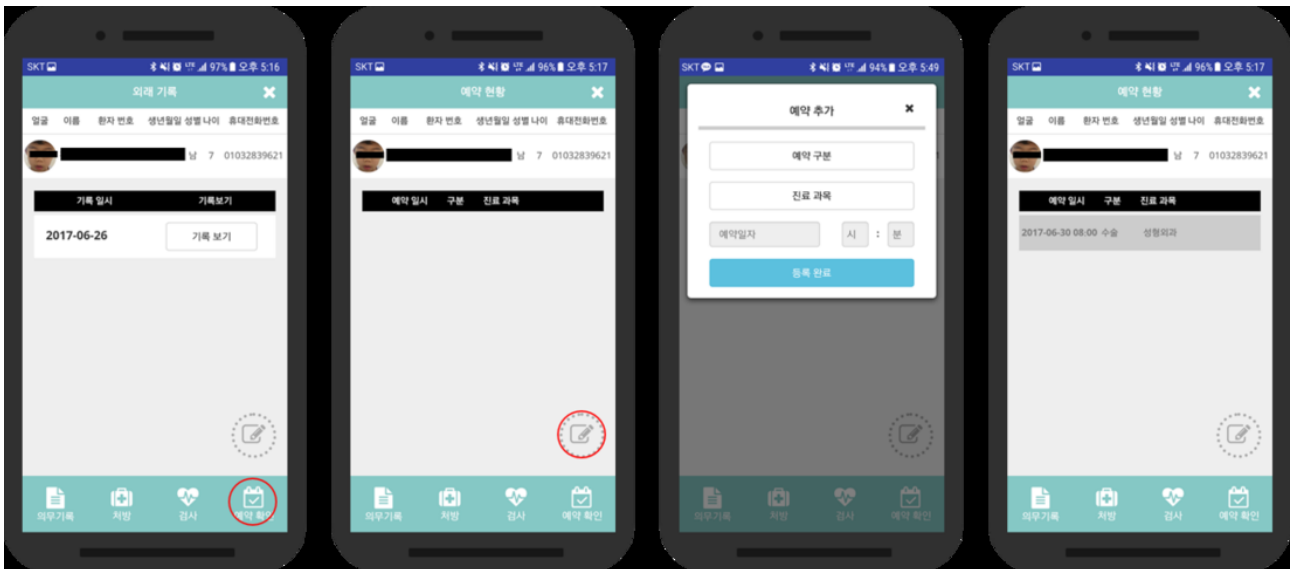 SKT 97% 오후 5:16
외래 기록 ✖
얼굴 이름 환자 번호 생년월일 성별 나이 휴대전화번호
남 7 01032839621
기록 일시 기록보기
2017-06-26 기록 보기
의무기록 처방 검사 예약 확인
SKT 96% 오후 5:17
예약 현황 ✖
얼굴 이름 환자 번호 생년월일 성별 나이 휴대전화번호
남 7 01032839621
예약 일시 구분 진료 과목
의무기록 처방 검사 예약 확인
SKT 94% 오후 5:49
예약 추가 ✖
예약 구분
진료 과목
예약일자 시 : 분
등록 완료
의무기록 처방 검사 예약 확인
SKT 96% 오후 5:17
예약 현황 ✖
얼굴 이름 환자 번호 생년월일 성별 나이 휴대전화번호
남 7 01032839621
예약 일시 구분 진료 과목
2017-06-30 08:00 수술 성형외과
의무기록 처방 검사 예약 확인